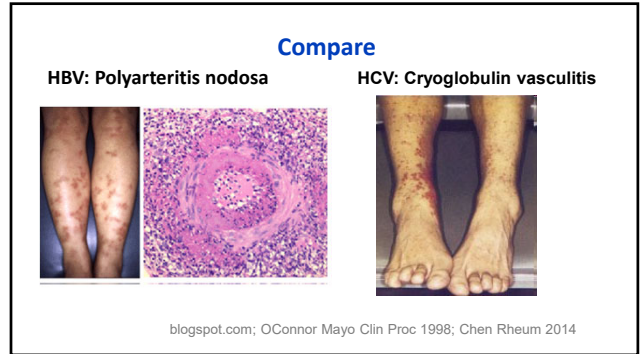 Compare
HBV: Polyarteritis nodosa
HCV: Cryoglobulin vasculitis
blogspot.com; OConnor Mayo Clin Proc 1998; Chen Rheum 2014